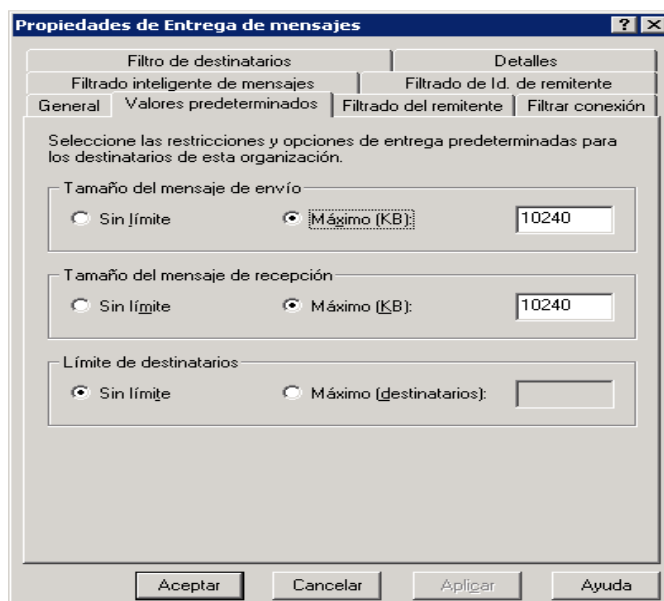 Propiedades de Entrega de mensajes
Filtro de destinatarios Detalles
Filtrado inteligente de mensajes Filtrado de Id. de remitente
General Valores predeterminados Filtrado del remitente Filtrar conexión
Seleccione las restricciones y opciones de entrega predeterminadas para
los destinatarios de esta organización.
Tamaño del mensaje de envío
Sin límite Máximo (KB): 10240
Tamaño del mensaje de recepción
Sin límite Máximo (KB): 10240
Límite de destinatarios
Sin límite Máximo (destinatarios):
Aceptar Cancelar Aplicar Ayuda